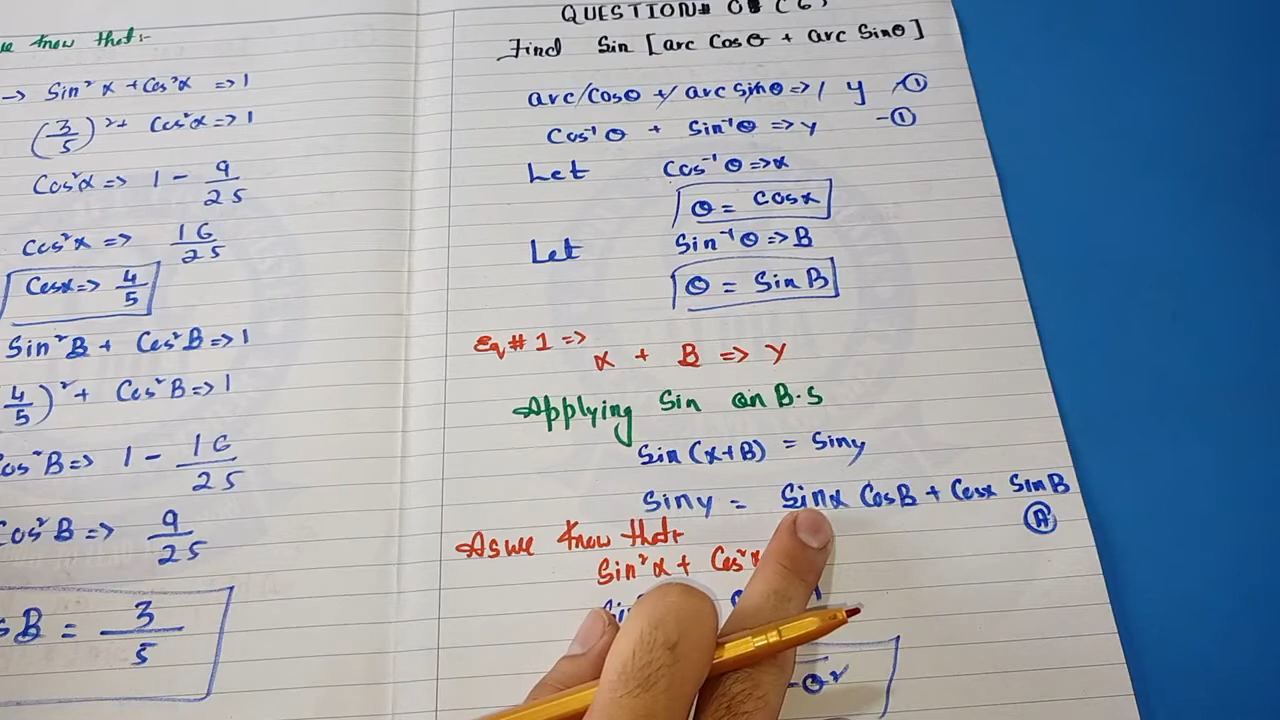 know that:-
→ Sin²α + Cos²α => 1
(3/5)² + Cos²α => 1
Cos²α => 1 - 9/25
Cos²α => 16/25
Cosα => 4/5
Sin²B + Cos²B => 1
4/5)² + Cos²B => 1
Cos²B => 1 - 16/25
Cos²B => 9/25
B = 3/5
QUESTION#
Find Sin [arc Cosθ + arc Sinθ]
arc/Cosθ +/ arc sinθ => 1 y ①
Cos⁻¹θ + Sin⁻¹θ => y -①
Let Cos⁻¹θ => α
θ = Cosα
Let Sin⁻¹θ => B
θ = Sin B
Eq # 1 =>
α + B => y
Applying Sin on B.S
Sin (α+B) = Siny
Siny = Sinα CosB + Cosα SinB
Ⓐ
As we know that:
Sin²α + Cos²α
-θ²